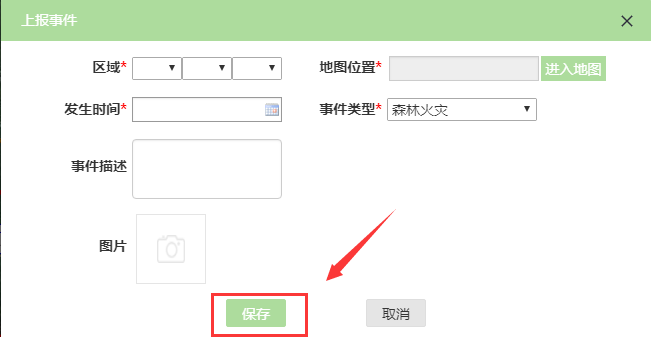 上报事件
区域* 地图位置* 进入地图
发生时间* 事件类型* 森林火灾
事件描述
图片
保存 取消